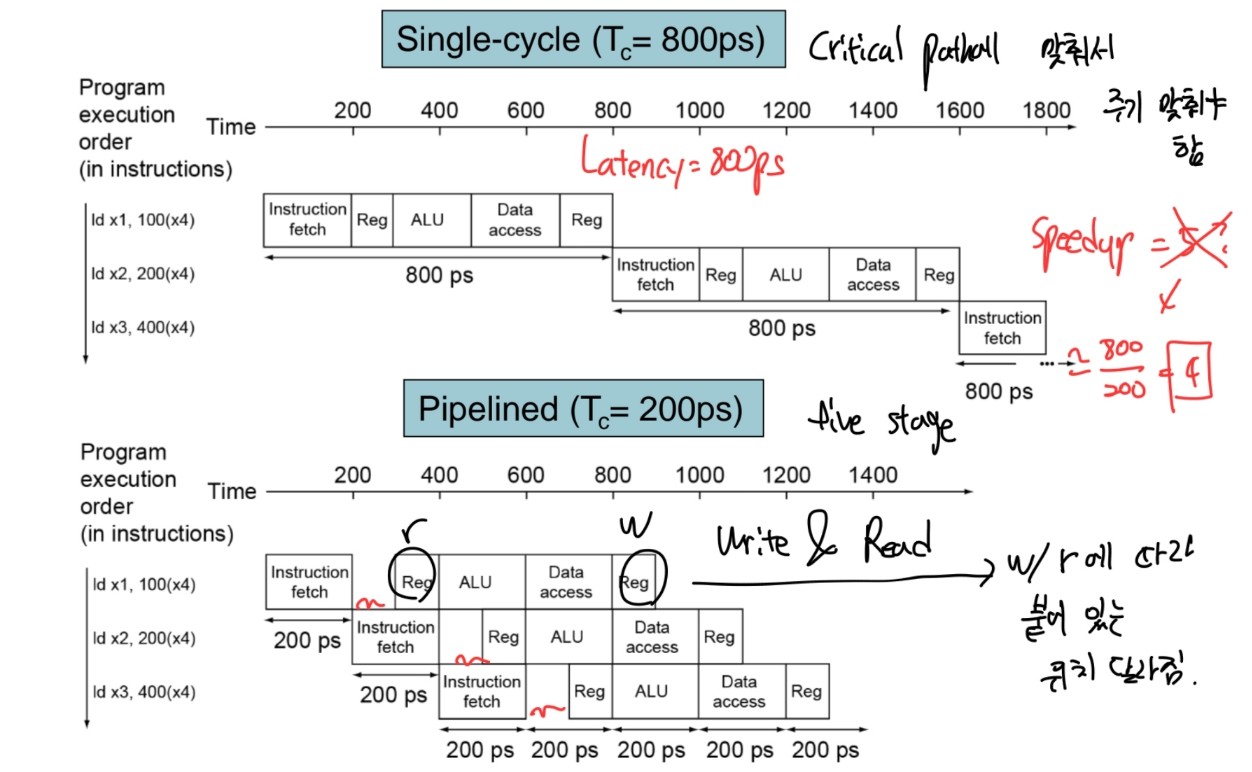 Single-cycle (Tc= 800ps)
Critical path에 맞춰서
주기 맞춰야
함
Program
execution
order
(in instructions)
Time
200 400 600 800 1000 1200 1400 1600 1800
Latency=800ps
ld x1, 100(x4)
Instruction fetch
Reg
ALU
Data access
Reg
800 ps
ld x2, 200(x4)
Instruction fetch
Reg
ALU
Data access
Reg
800 ps
ld x3, 400(x4)
Instruction fetch
...
800 ps
Speedup = 5?
≃ 800/200 = 4
Pipelined (Tc= 200ps)
five stage
Program
execution
order
(in instructions)
Time
200 400 600 800 1000 1200 1400
r
w
Write & Read
w/r에 따라
붙어 있는
위치 달라짐.
ld x1, 100(x4)
Instruction fetch
Reg
ALU
Data access
Reg
200 ps
ld x2, 200(x4)
Instruction fetch
Reg
ALU
Data access
Reg
200 ps
ld x3, 400(x4)
Instruction fetch
Reg
ALU
Data access
Reg
200 ps 200 ps 200 ps 200 ps 200 ps